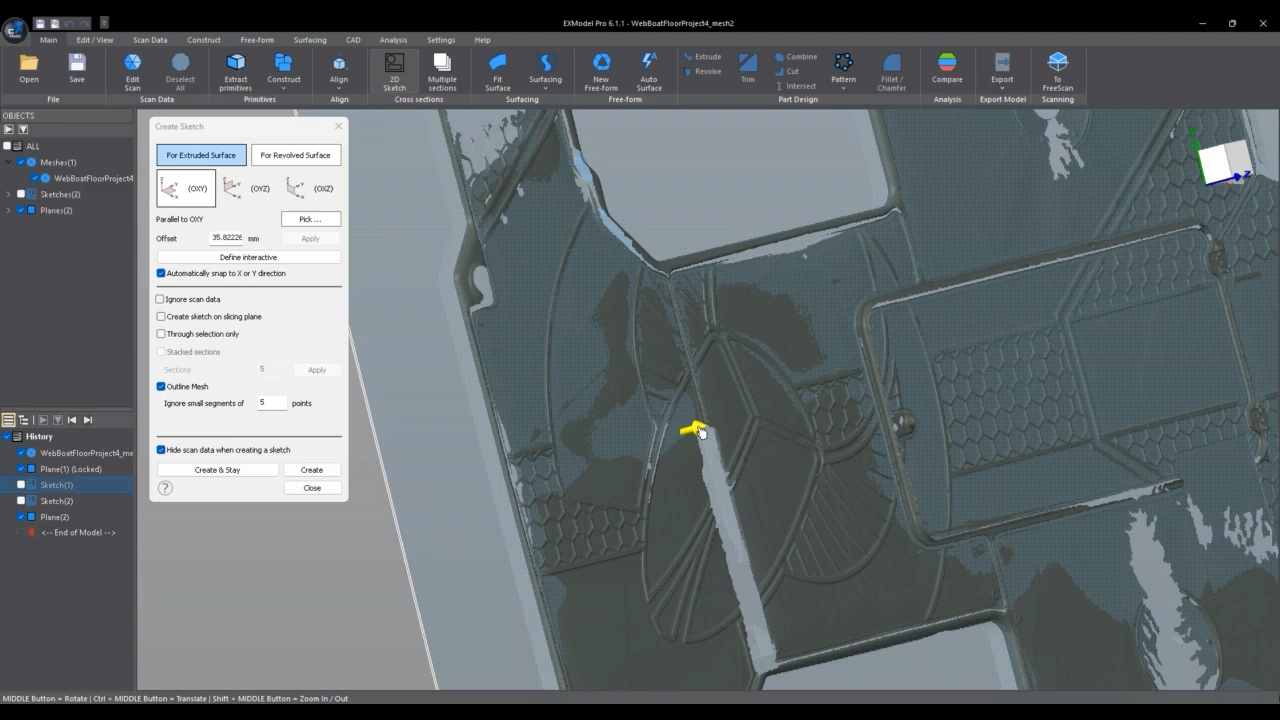 EXModel Pro 6.1.1 - WebBoatFloorProject4_mesh2
Main Edit / View Scan Data Construct Free-form Surfacing CAD Analysis Settings Help
Open Save Edit Scan Deselect All Extract primitives Construct Align 2D Sketch Multiple sections Fit Surface Surfacing New Free-form Auto Surface Extrude Revolve Trim Combine Cut Intersect Pattern Fillet / Chamfer Compare Export To FreeScan
File Scan Data Primitives Align Cross sections Surfacing Free-form Part Design Analysis Export Model Scanning
OBJECTS
ALL
Meshes(1)
WebBoatFloorProject4
Sketches(2)
Planes(2)
History
WebBoatFloorProject4_me
Plane(1) (Locked)
Sketch(1)
Sketch(2)
Plane(2)
<-- End of Model -->
Create Sketch
For Extruded Surface For Revolved Surface
Z Y X (OXY) Z Y X (OYZ) Z Y X (OXZ)
Parallel to OXY Pick ...
Offset 35.82226 mm Apply
Define interactive
Automatically snap to X or Y direction
Ignore scan data
Create sketch on slicing plane
Through selection only
Stacked sections
Sections 5 Apply
Outline Mesh
Ignore small segments of 5 points
Hide scan data when creating a sketch
Create & Stay Create
? Close
Z
MIDDLE Button = Rotate | Ctrl + MIDDLE Button = Translate | Shift + MIDDLE Button = Zoom In / Out